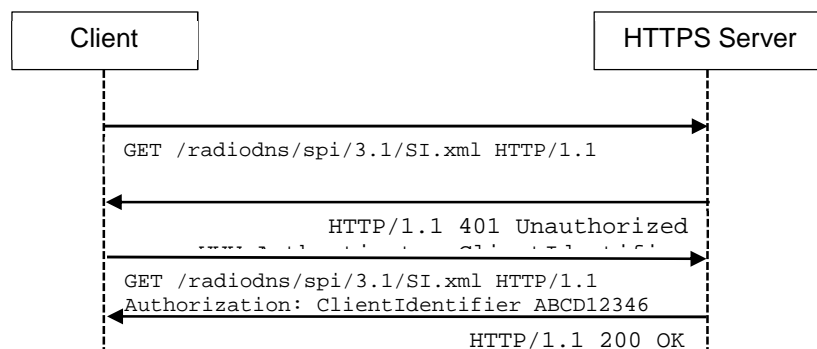 Client
HTTPS Server
GET /radiodns/spi/3.1/SI.xml HTTP/1.1
HTTP/1.1 401 Unauthorized
GET /radiodns/spi/3.1/SI.xml HTTP/1.1
Authorization: ClientIdentifier ABCD12346
HTTP/1.1 200 OK